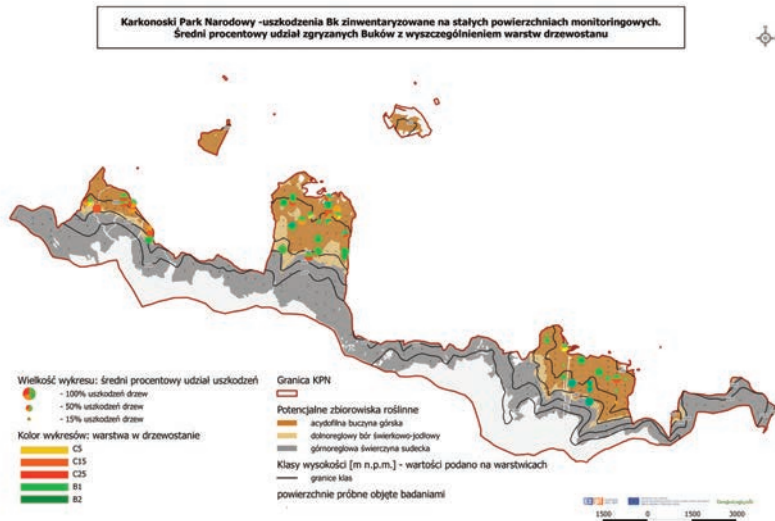 Karkonoski Park Narodowy -uszkodzenia Bk zinwentaryzowane na stałych powierzchniach monitoringowych.
Średni procentowy udział zgryzanych Buków z wyszczególnieniem warstw drzewostanu
Wielkość wykresu: średni procentowy udział uszkodzeń
- 100% uszkodzeń drzew
- 50% uszkodzeń drzew
- 15% uszkodzeń drzew
Kolor wykresów: warstwa w drzewostanie
C5
C15
C25
B1
B2
Granica KPN
Potencjalne zbiorowiska roślinne
acydofilna buczyna górska
dolnoreglowy bór świerkowo-jodłowy
górnoreglowa świerczyna sudecka
Klasy wysokości [m n.p.m.] - wartości podano na warstwicach
granice klas
powierzchnie próbne objęte badaniami
1500 0 1500 3000